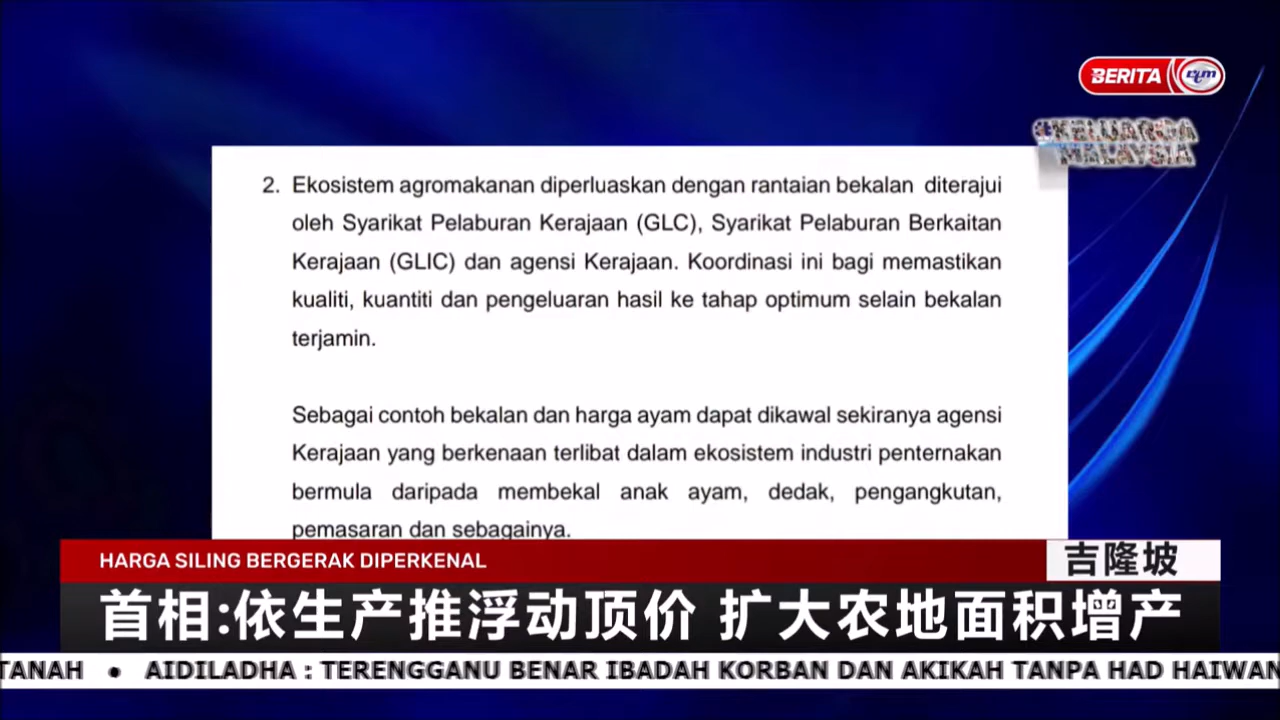 BERITA rtm
#KELUARGA
MALAYSIA
2. Ekosistem agromakanan diperluaskan dengan rantaian bekalan diterajui
oleh Syarikat Pelaburan Kerajaan (GLC), Syarikat Pelaburan Berkaitan
Kerajaan (GLIC) dan agensi Kerajaan. Koordinasi ini bagi memastikan
kualiti, kuantiti dan pengeluaran hasil ke tahap optimum selain bekalan
terjamin.
Sebagai contoh bekalan dan harga ayam dapat dikawal sekiranya agensi
Kerajaan yang berkenaan terlibat dalam ekosistem industri penternakan
bermula daripada membekal anak ayam, dedak, pengangkutan,
pemasaran dan sebagainya.
HARGA SILING BERGERAK DIPERKENAL
吉隆坡
首相:依生产推浮动顶价 扩大农地面积增产
TANAH • AIDILADHA : TERENGGANU BENAR IBADAH KORBAN DAN AKIKAH TANPA HAD HAIWAN